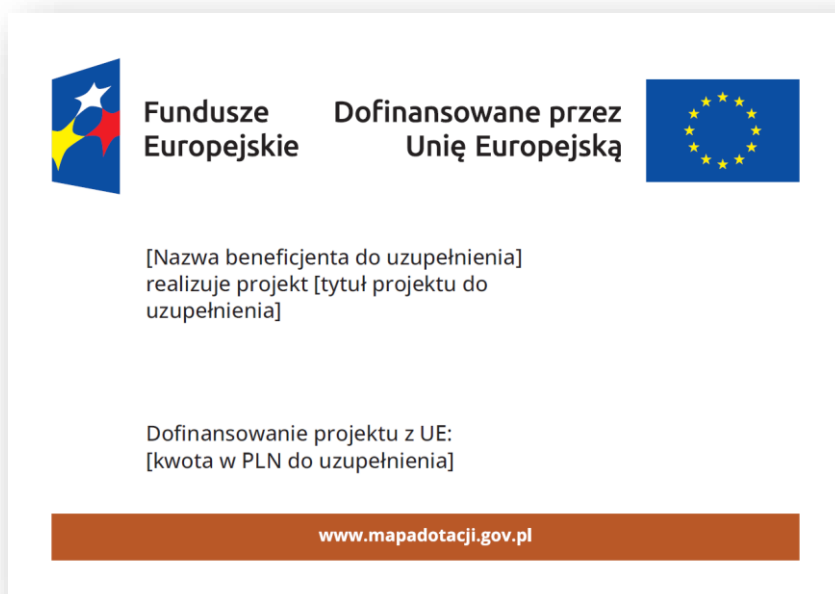 Fundusze
Europejskie
Dofinansowane przez
Unię Europejską
[Nazwa beneficjenta do uzupełnienia]
realizuje projekt [tytuł projektu do
uzupełnienia]
Dofinansowanie projektu z UE:
[kwota w PLN do uzupełnienia]
www.mapadotacji.gov.pl